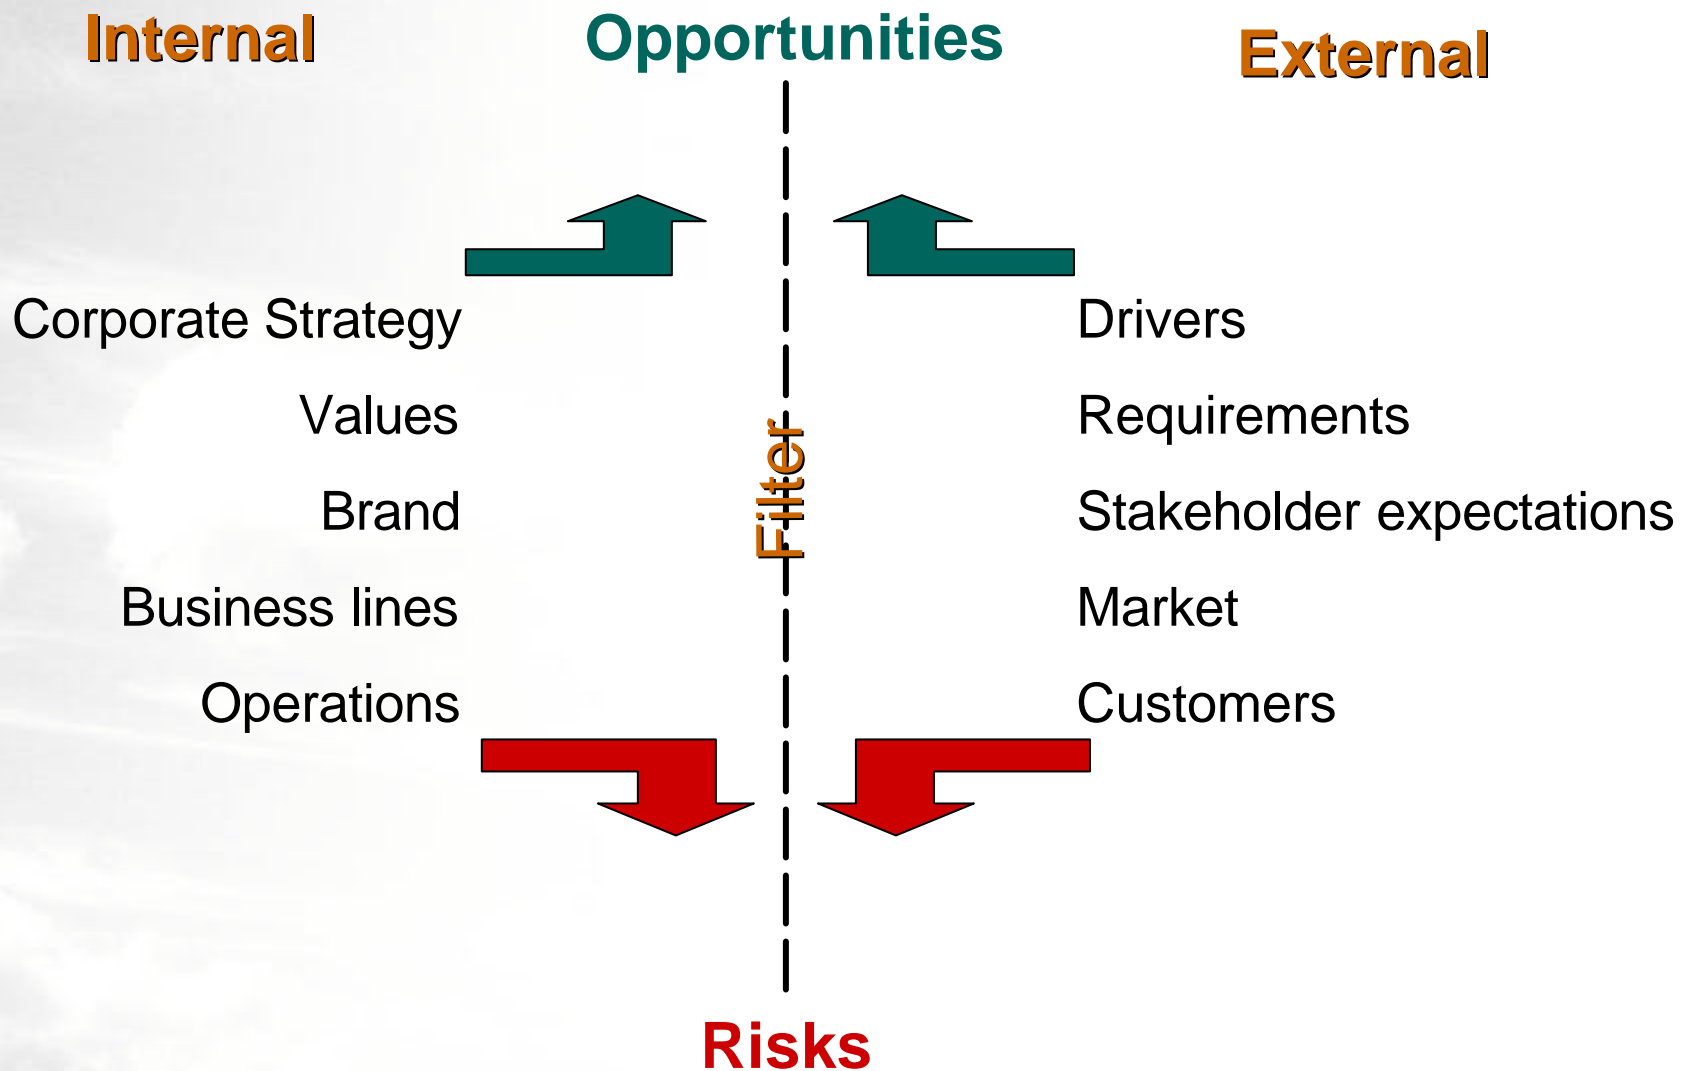 Internal
Opportunities
External
Corporate Strategy
Values
Brand
Business lines
Operations
Filter
Drivers
Requirements
Stakeholder expectations
Market
Customers
Risks